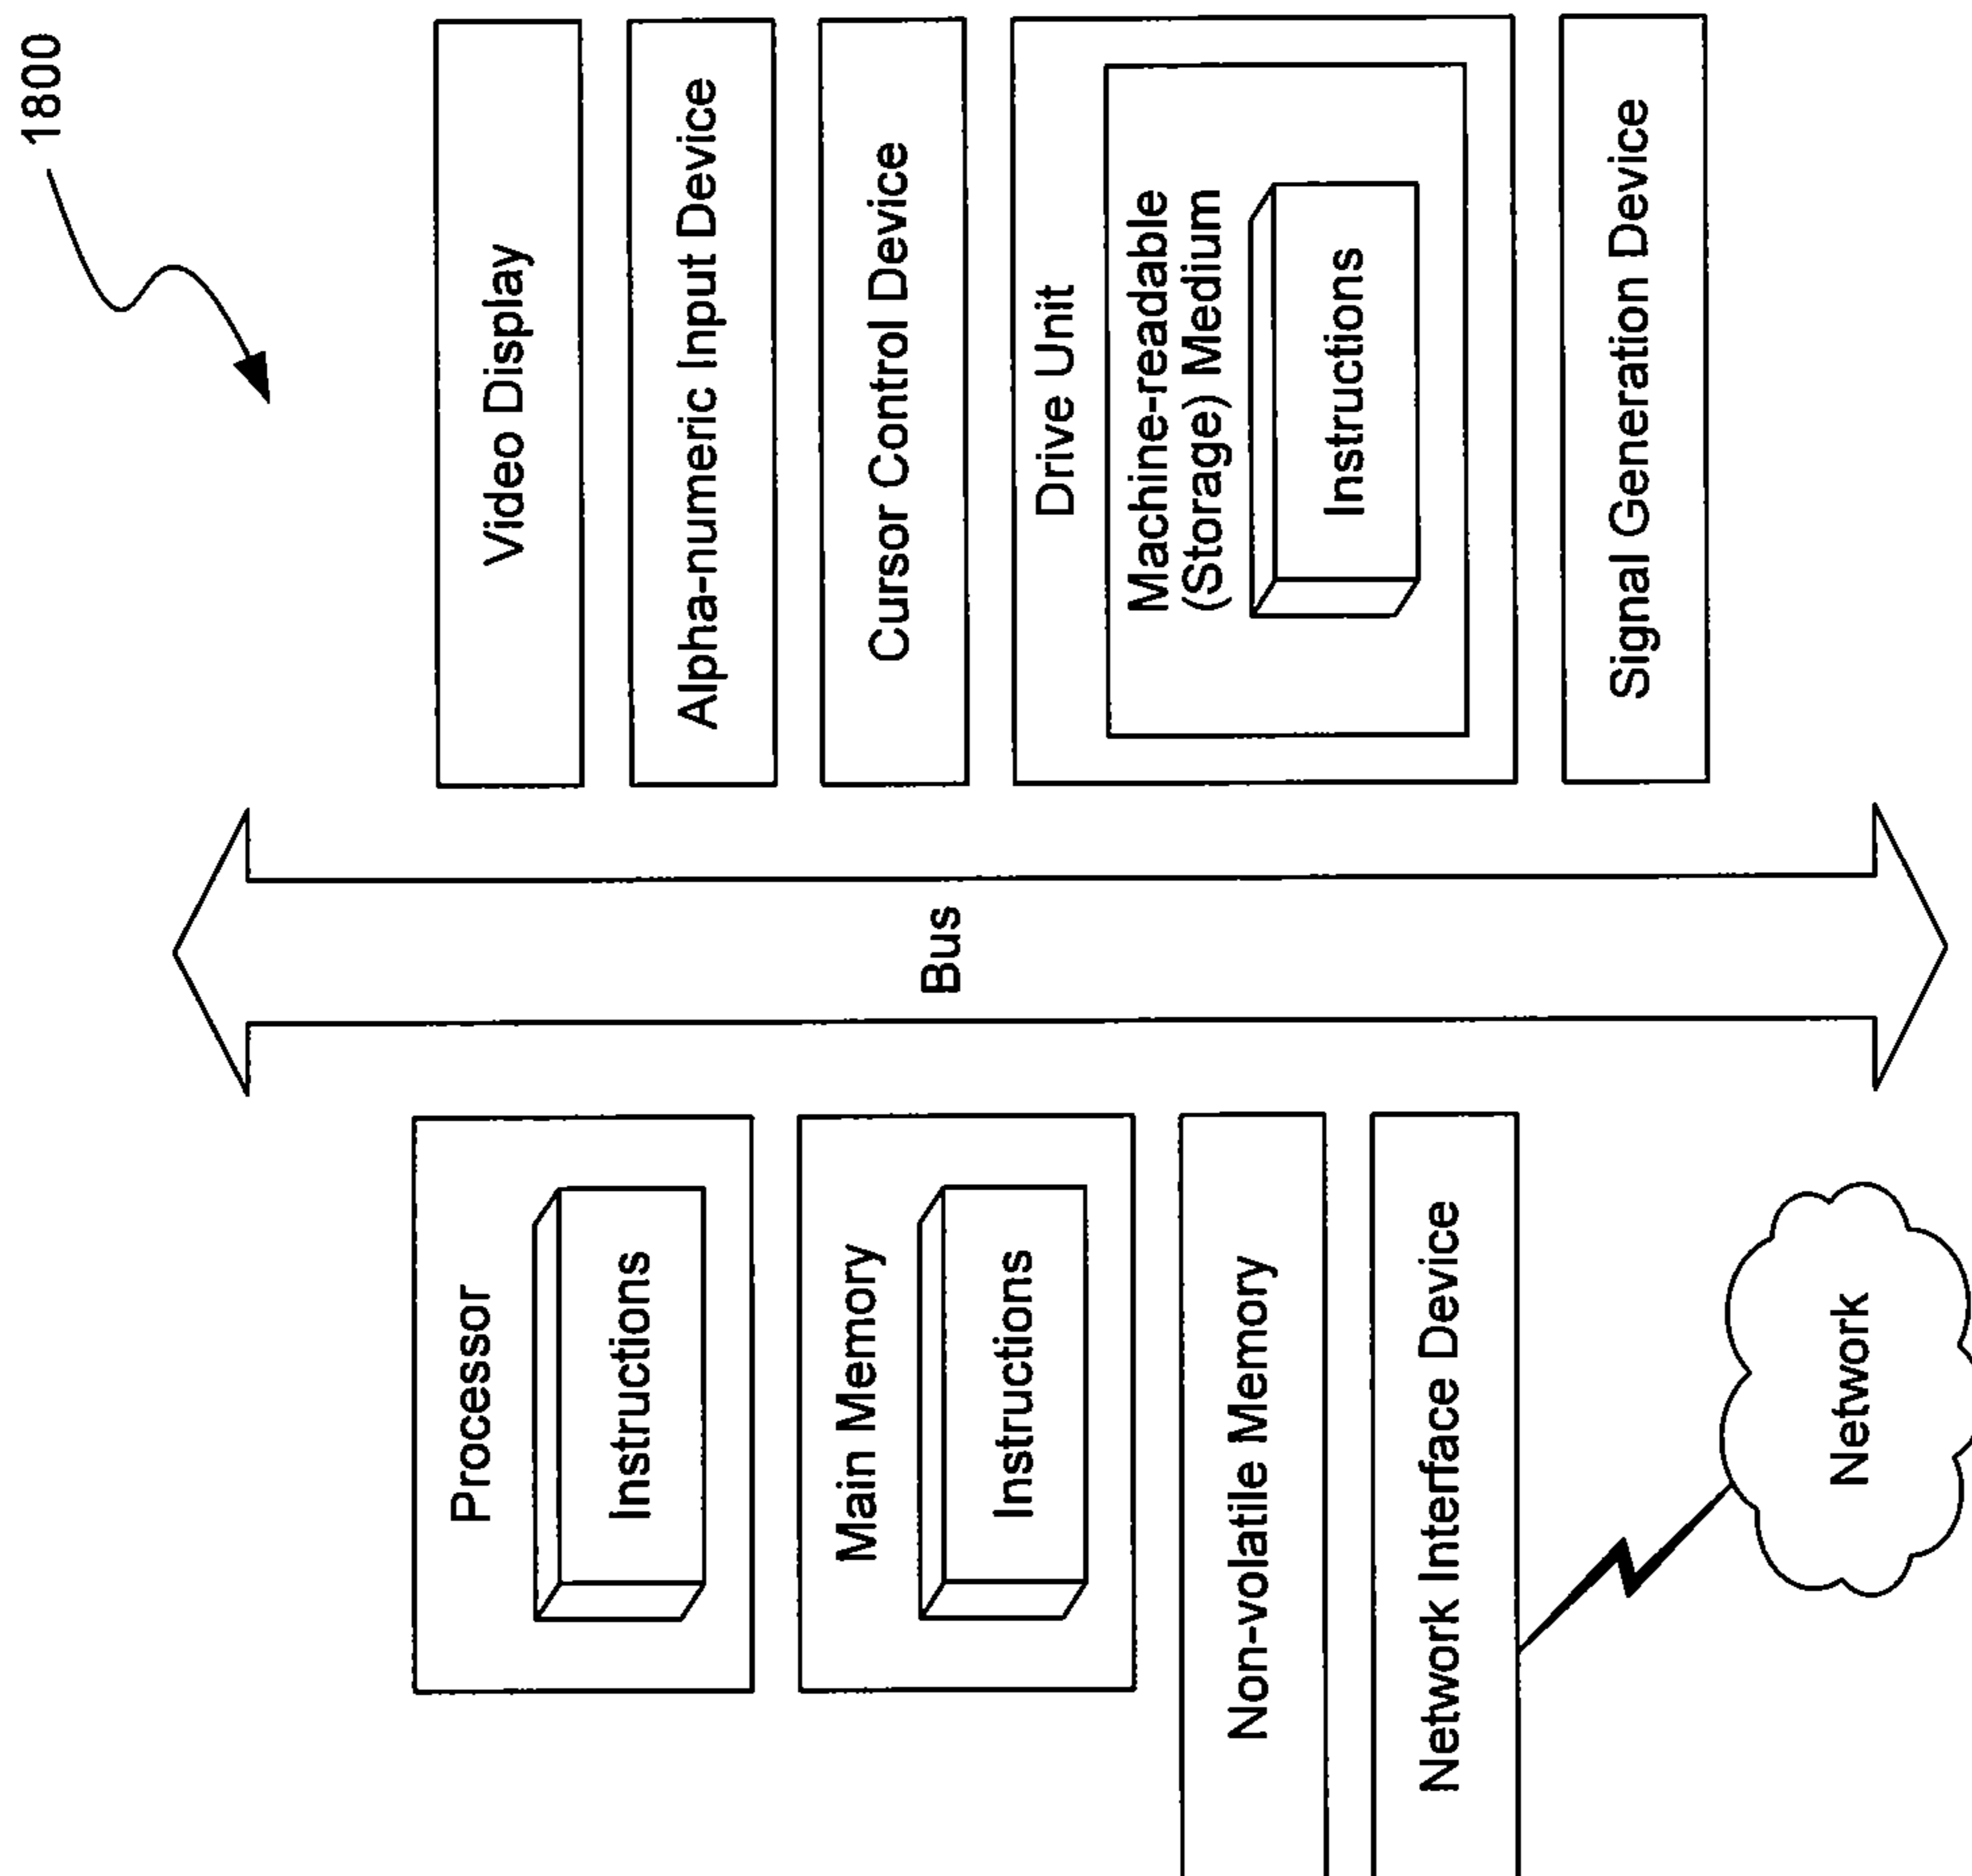 1800
Processor
Instructions
Main Memory
Instructions
Non-volatile Memory
Network Interface Device
Network
Bus
Video Display
Alpha-numeric Input Device
Cursor Control Device
Drive Unit
Machine-readable
(Storage) Medium
Instructions
Signal Generation Device